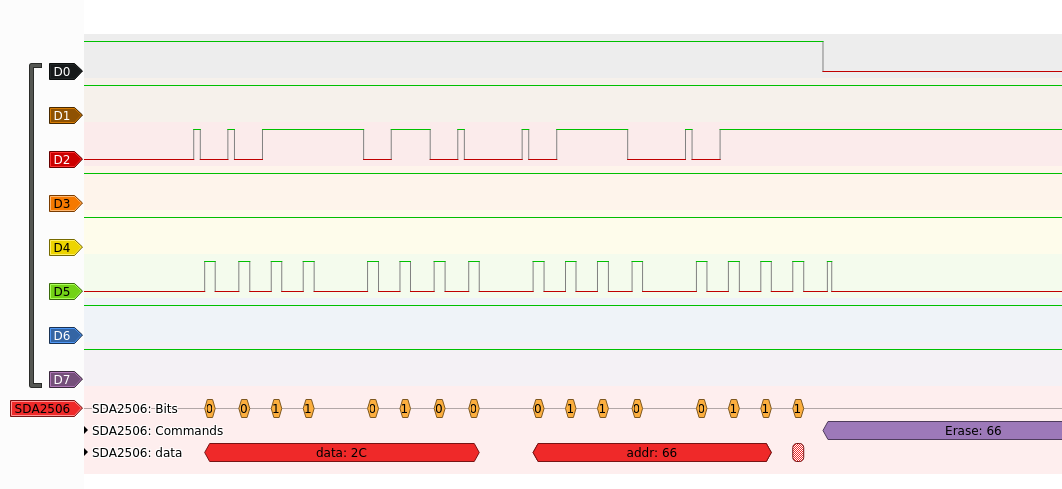 D0
D1
D2
D3
D4
D5
D6
D7
SDA2506 SDA2506: Bits 0 0 1 1 0 1 0 0 0 1 1 0 0 1 1 1
SDA2506: Commands Erase: 66
SDA2506: data data: 2C addr: 66